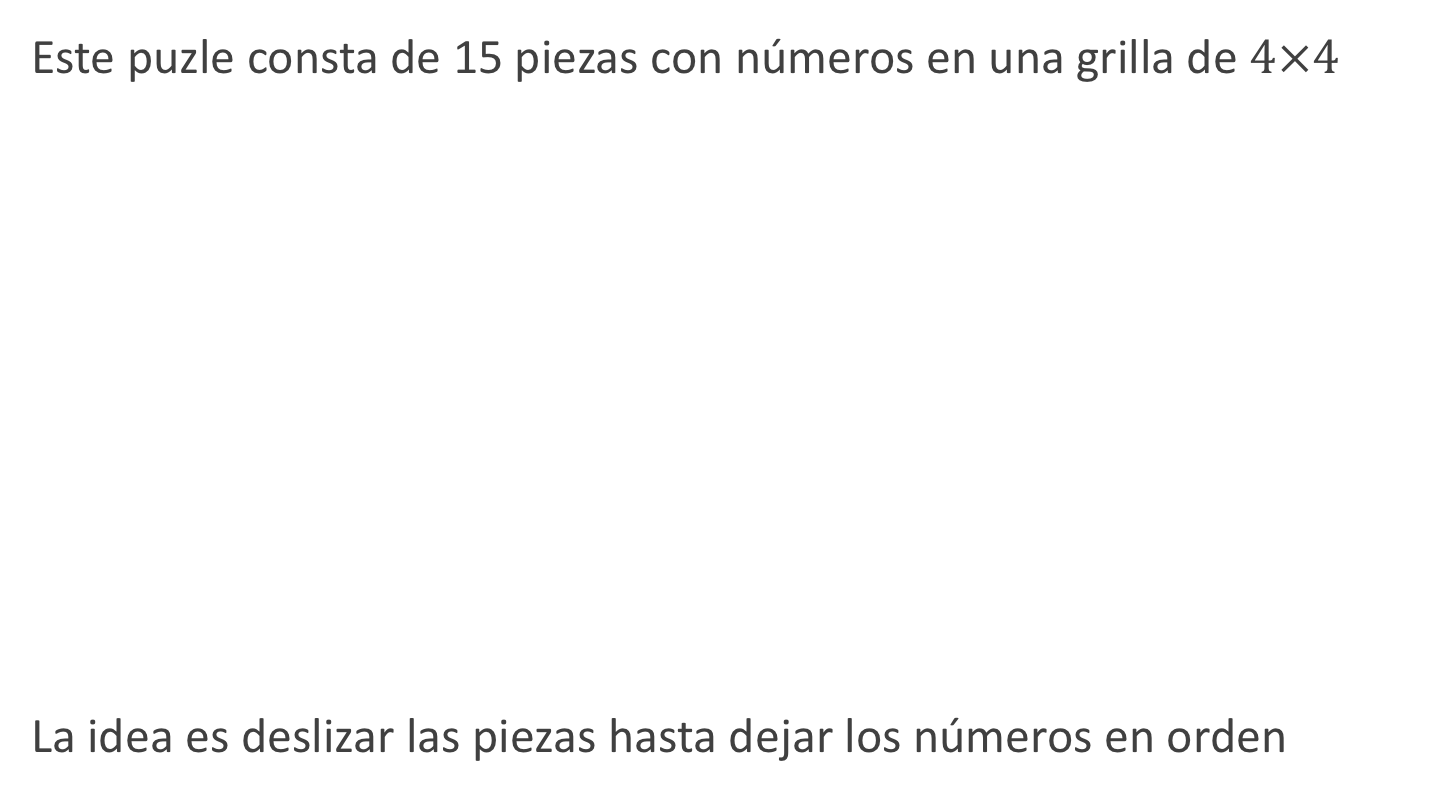 Este puzle consta de 15 piezas con números en una grilla de 4×4
La idea es deslizar las piezas hasta dejar los números en orden